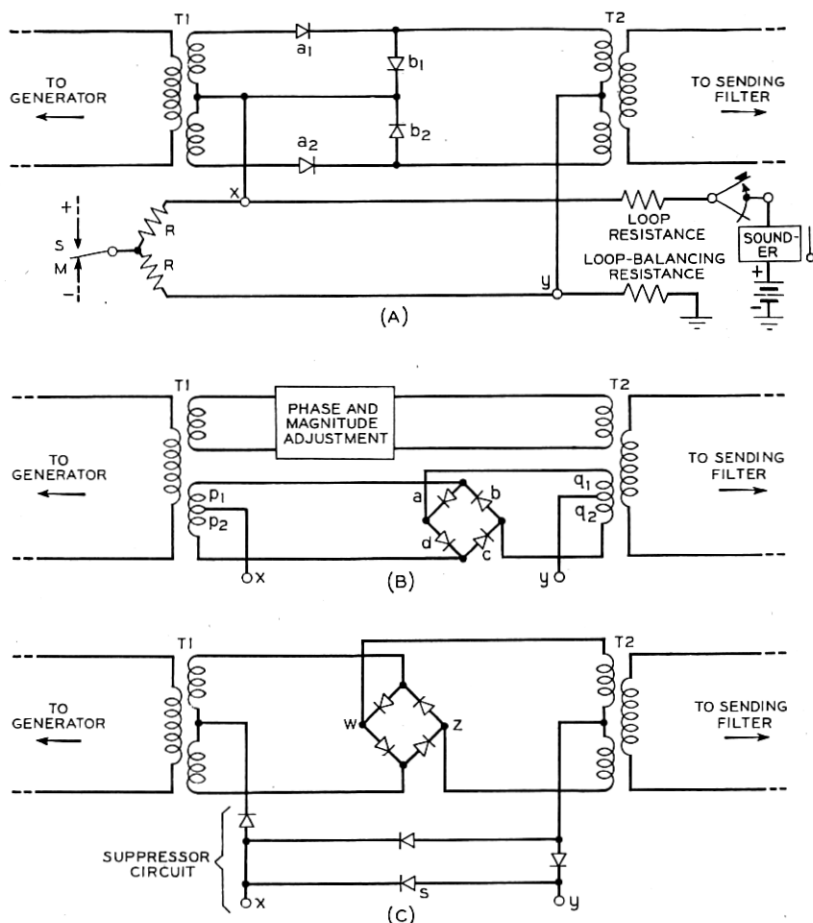 T1
T2
a1
b1
TO
GENERATOR
TO SENDING
FILTER
b2
a2
x
+
S
M
−
R
R
LOOP
RESISTANCE
SOUND-
ER
LOOP-BALANCING
RESISTANCE
y
+
−
(A)
T1
T2
PHASE AND
MAGNITUDE
ADJUSTMENT
TO
GENERATOR
TO SENDING
FILTER
p1
p2
a
b
d
c
q1
q2
x
y
(B)
T1
T2
TO
GENERATOR
TO SENDING
FILTER
W
Z
SUPPRESSOR
CIRCUIT
S
x
y
(C)